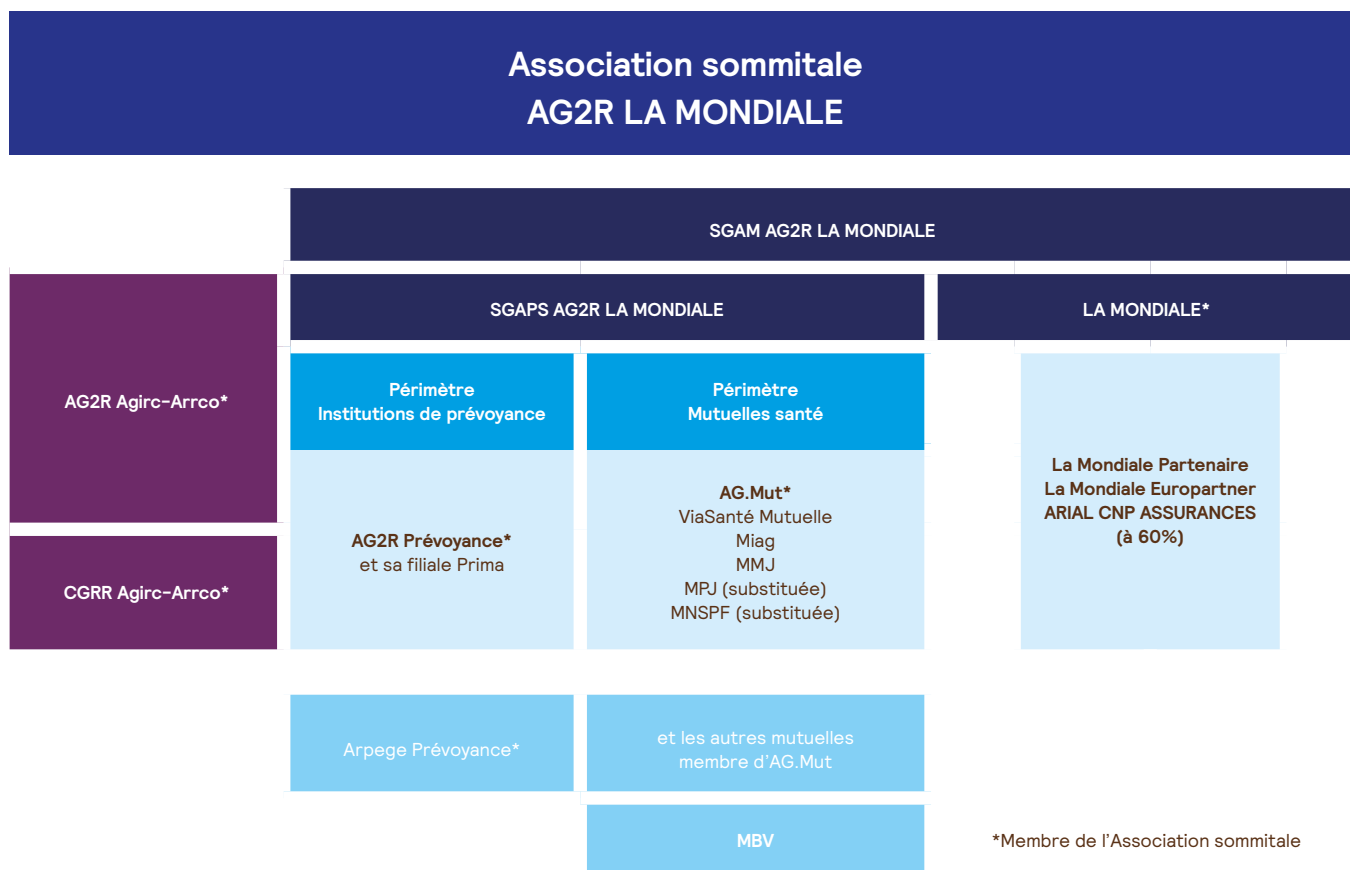 Association sommitale
AG2R LA MONDIALE
SGAM AG2R LA MONDIALE
SGAPS AG2R LA MONDIALE
LA MONDIALE*
AG2R Agirc-Arrco*
CGRR Agirc-Arrco*
Périmètre
Institutions de prévoyance
AG2R Prévoyance*
et sa filiale Prima
Périmètre
Mutuelles santé
AG.Mut*
ViaSanté Mutuelle
Miag
MMJ
MPJ (substituée)
MNSPF (substituée)
La Mondiale Partenaire
La Mondiale Europartner
ARIAL CNP ASSURANCES
(à 60%)
Arpege Prévoyance*
et les autres mutuelles
membre d'AG.Mut
MBV
*Membre de l'Association sommitale